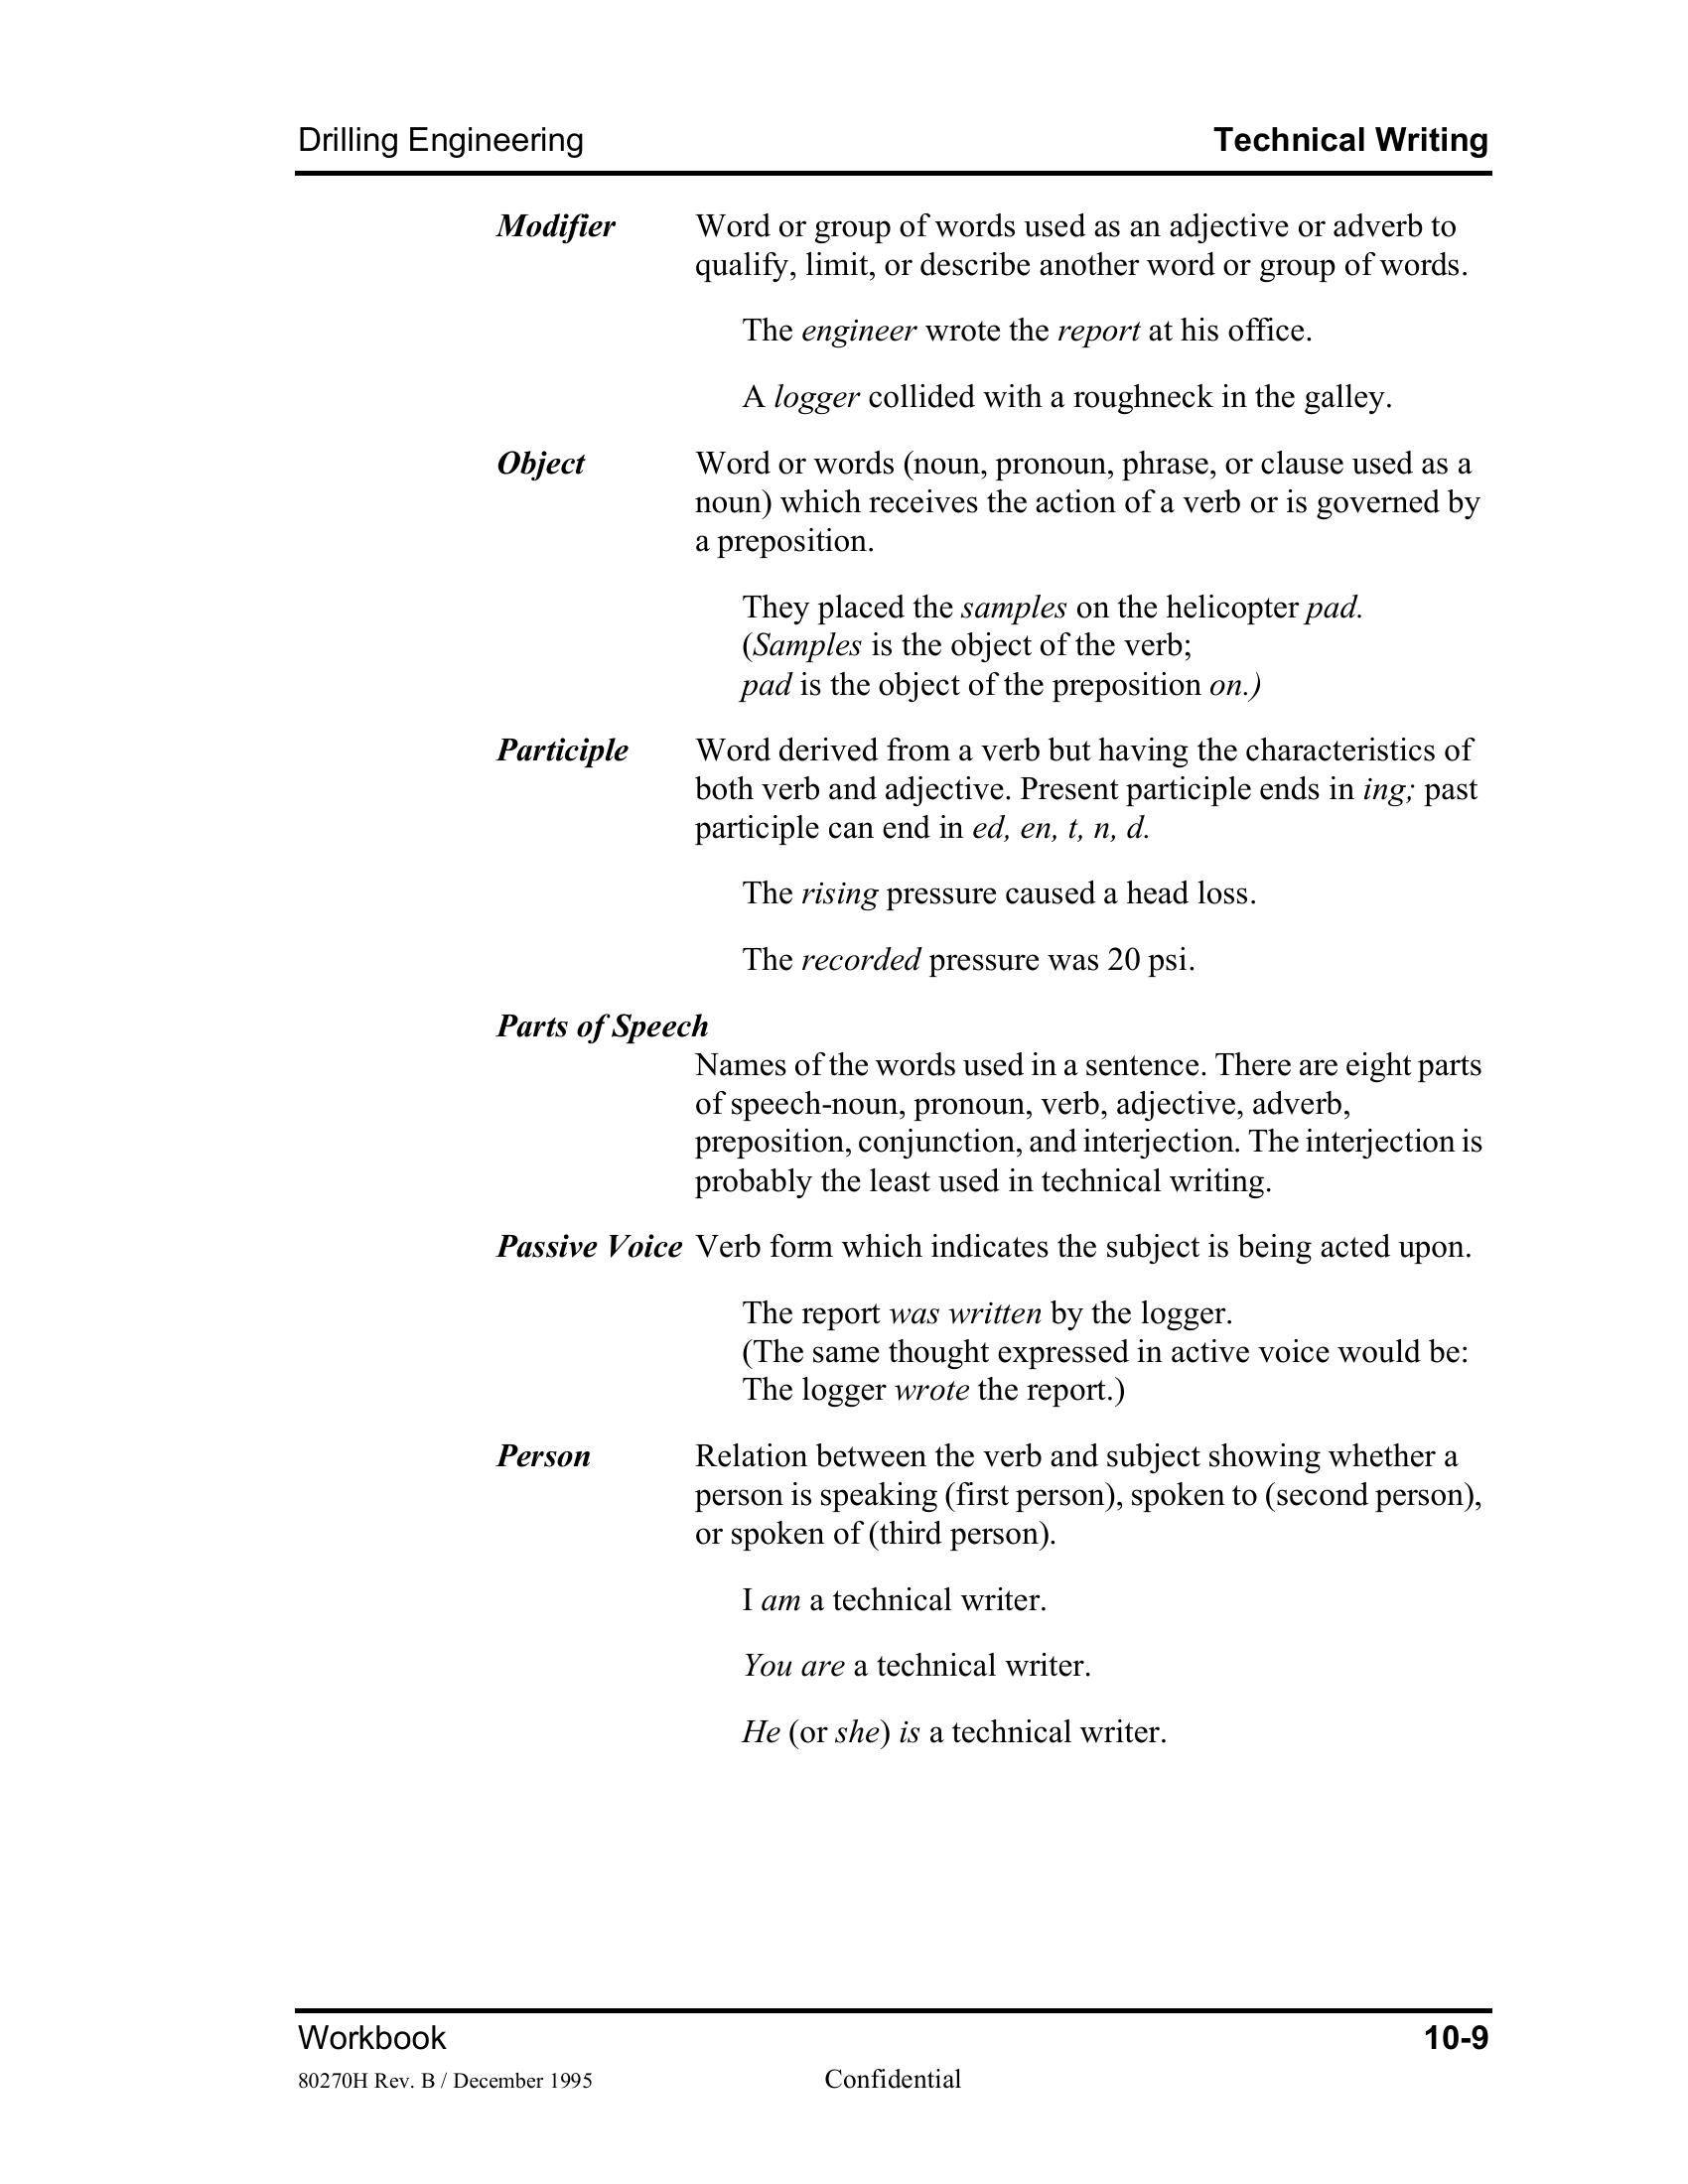 Drilling Engineering Technical Writing
Modifier Word or group of words used as an adjective or adverb to
qualify, limit, or describe another word or group of words.
The engineer wrote the report at his office.
A logger collided with a roughneck in the galley.
Object Word or words (noun, pronoun, phrase, or clause used as a
noun) which receives the action of a verb or is governed by
a preposition.
They placed the samples on the helicopter pad.
(Samples is the object of the verb;
pad is the object of the preposition on.)
Participle Word derived from a verb but having the characteristics of
both verb and adjective. Present participle ends in ing; past
participle can end in ed, en, t, n, d.
The rising pressure caused a head loss.
The recorded pressure was 20 psi.
Parts of Speech
Names of the words used in a sentence. There are eight parts
of speech-noun, pronoun, verb, adjective, adverb,
preposition, conjunction, and interjection. The interjection is
probably the least used in technical writing.
Passive Voice Verb form which indicates the subject is being acted upon.
The report was written by the logger.
(The same thought expressed in active voice would be:
The logger wrote the report.)
Person Relation between the verb and subject showing whether a
person is speaking (first person), spoken to (second person),
or spoken of (third person).
I am a technical writer.
You are a technical writer.
He (or she) is a technical writer.
Workbook 10-9
80270H Rev. B / December 1995 Confidential